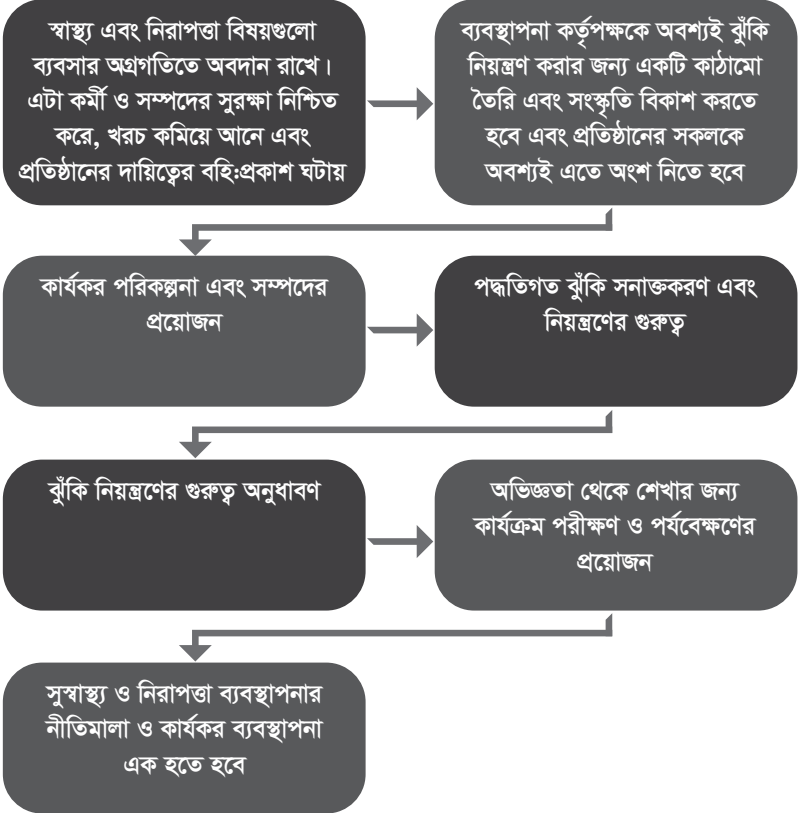 স্বাস্থ্য এবং নিরাপত্তা বিষয়গুলো
ব্যবসার অগ্রগতিতে অবদান রাখে।
এটা কর্মী ও সম্পদের সুরক্ষা নিশ্চিত
করে, খরচ কমিয়ে আনে এবং
প্রতিষ্ঠানের দায়িত্বের বহি:প্রকাশ ঘটায়
ব্যবস্থাপনা কর্তৃপক্ষকে অবশ্যই ঝুঁকি
নিয়ন্ত্রণ করার জন্য একটি কাঠামো
তৈরি এবং সংস্কৃতি বিকাশ করতে
হবে এবং প্রতিষ্ঠানের সকলকে
অবশ্যই এতে অংশ নিতে হবে
কার্যকর পরিকল্পনা এবং সম্পদের
প্রয়োজন
পদ্ধতিগত ঝুঁকি সনাক্তকরণ এবং
নিয়ন্ত্রণের গুরুত্ব
ঝুঁকি নিয়ন্ত্রণের গুরুত্ব অনুধাবণ
অভিজ্ঞতা থেকে শেখার জন্য
কার্যক্রম পরীক্ষণ ও পর্যবেক্ষণের
প্রয়োজন
সুস্বাস্থ্য ও নিরাপত্তা ব্যবস্থাপনার
নীতিমালা ও কার্যকর ব্যবস্থাপনা
এক হতে হবে